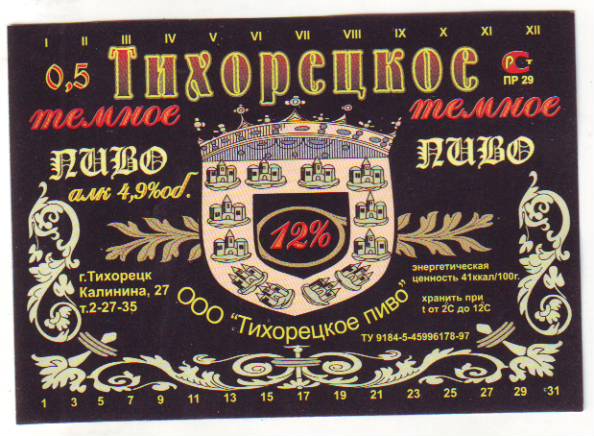 I II III IV V VI VII VIII IX X XI XII
0,5 Тихорецкое РСт
ПР 29
темное темное
ПИВО ПИВО
алк 4,9%об.
12%
г.Тихорецк
Калинина, 27
т.2-27-35
ООО "Тихорецкое пиво"
энергетическая
ценность 41ккал/100г.
хранить при
t от 2С до 12С
ТУ 9184-5-45996178-97
1 3 5 7 9 11 13 15 17 19 21 23 25 27 29 31